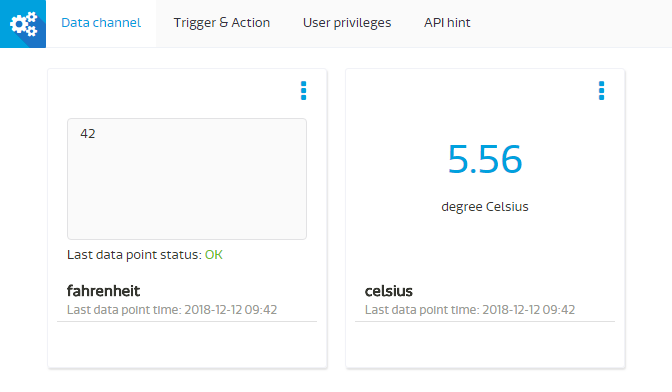 Data channel
Trigger & Action
User privileges
API hint
42
Last data point status: OK
fahrenheit
Last data point time: 2018-12-12 09:42
5.56
degree Celsius
celsius
Last data point time: 2018-12-12 09:42